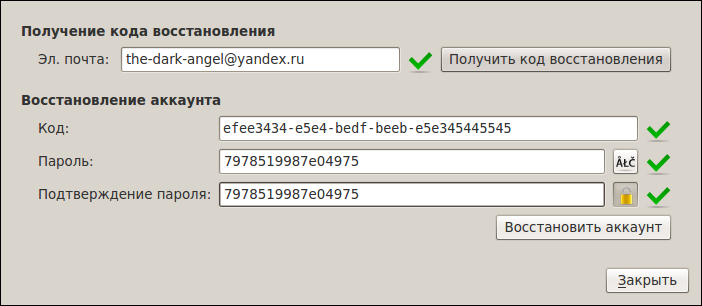 Получение кода восстановления
Эл. почта: the-dark-angel@yandex.ru Получить код восстановления
Восстановление аккаунта
Код: efee3434-e5e4-bedf-beeb-e5e345445545
Пароль: 7978519987e04975 ÂŁČ
Подтверждение пароля: 7978519987e04975
Восстановить аккаунт
Закрыть